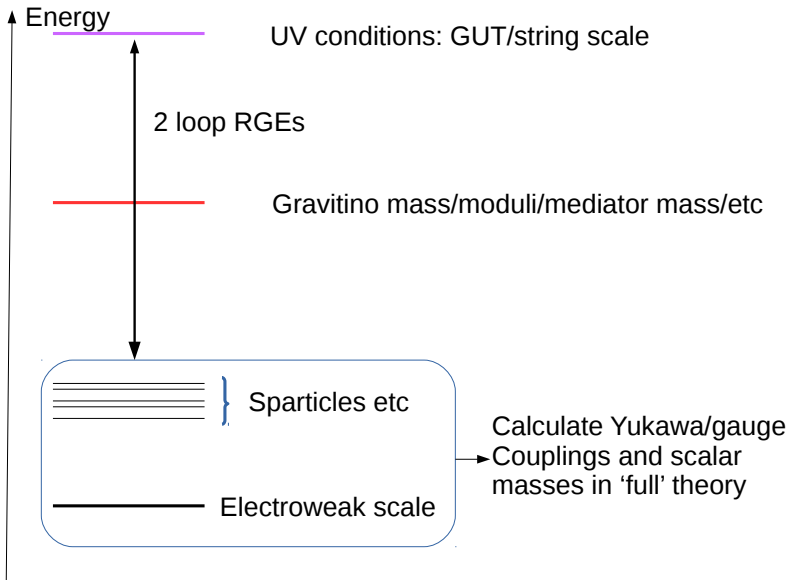 Energy
UV conditions: GUT/string scale
2 loop RGEs
Gravitino mass/moduli/mediator mass/etc
Sparticles etc
Calculate Yukawa/gauge
Couplings and scalar
masses in ‘full’ theory
Electroweak scale